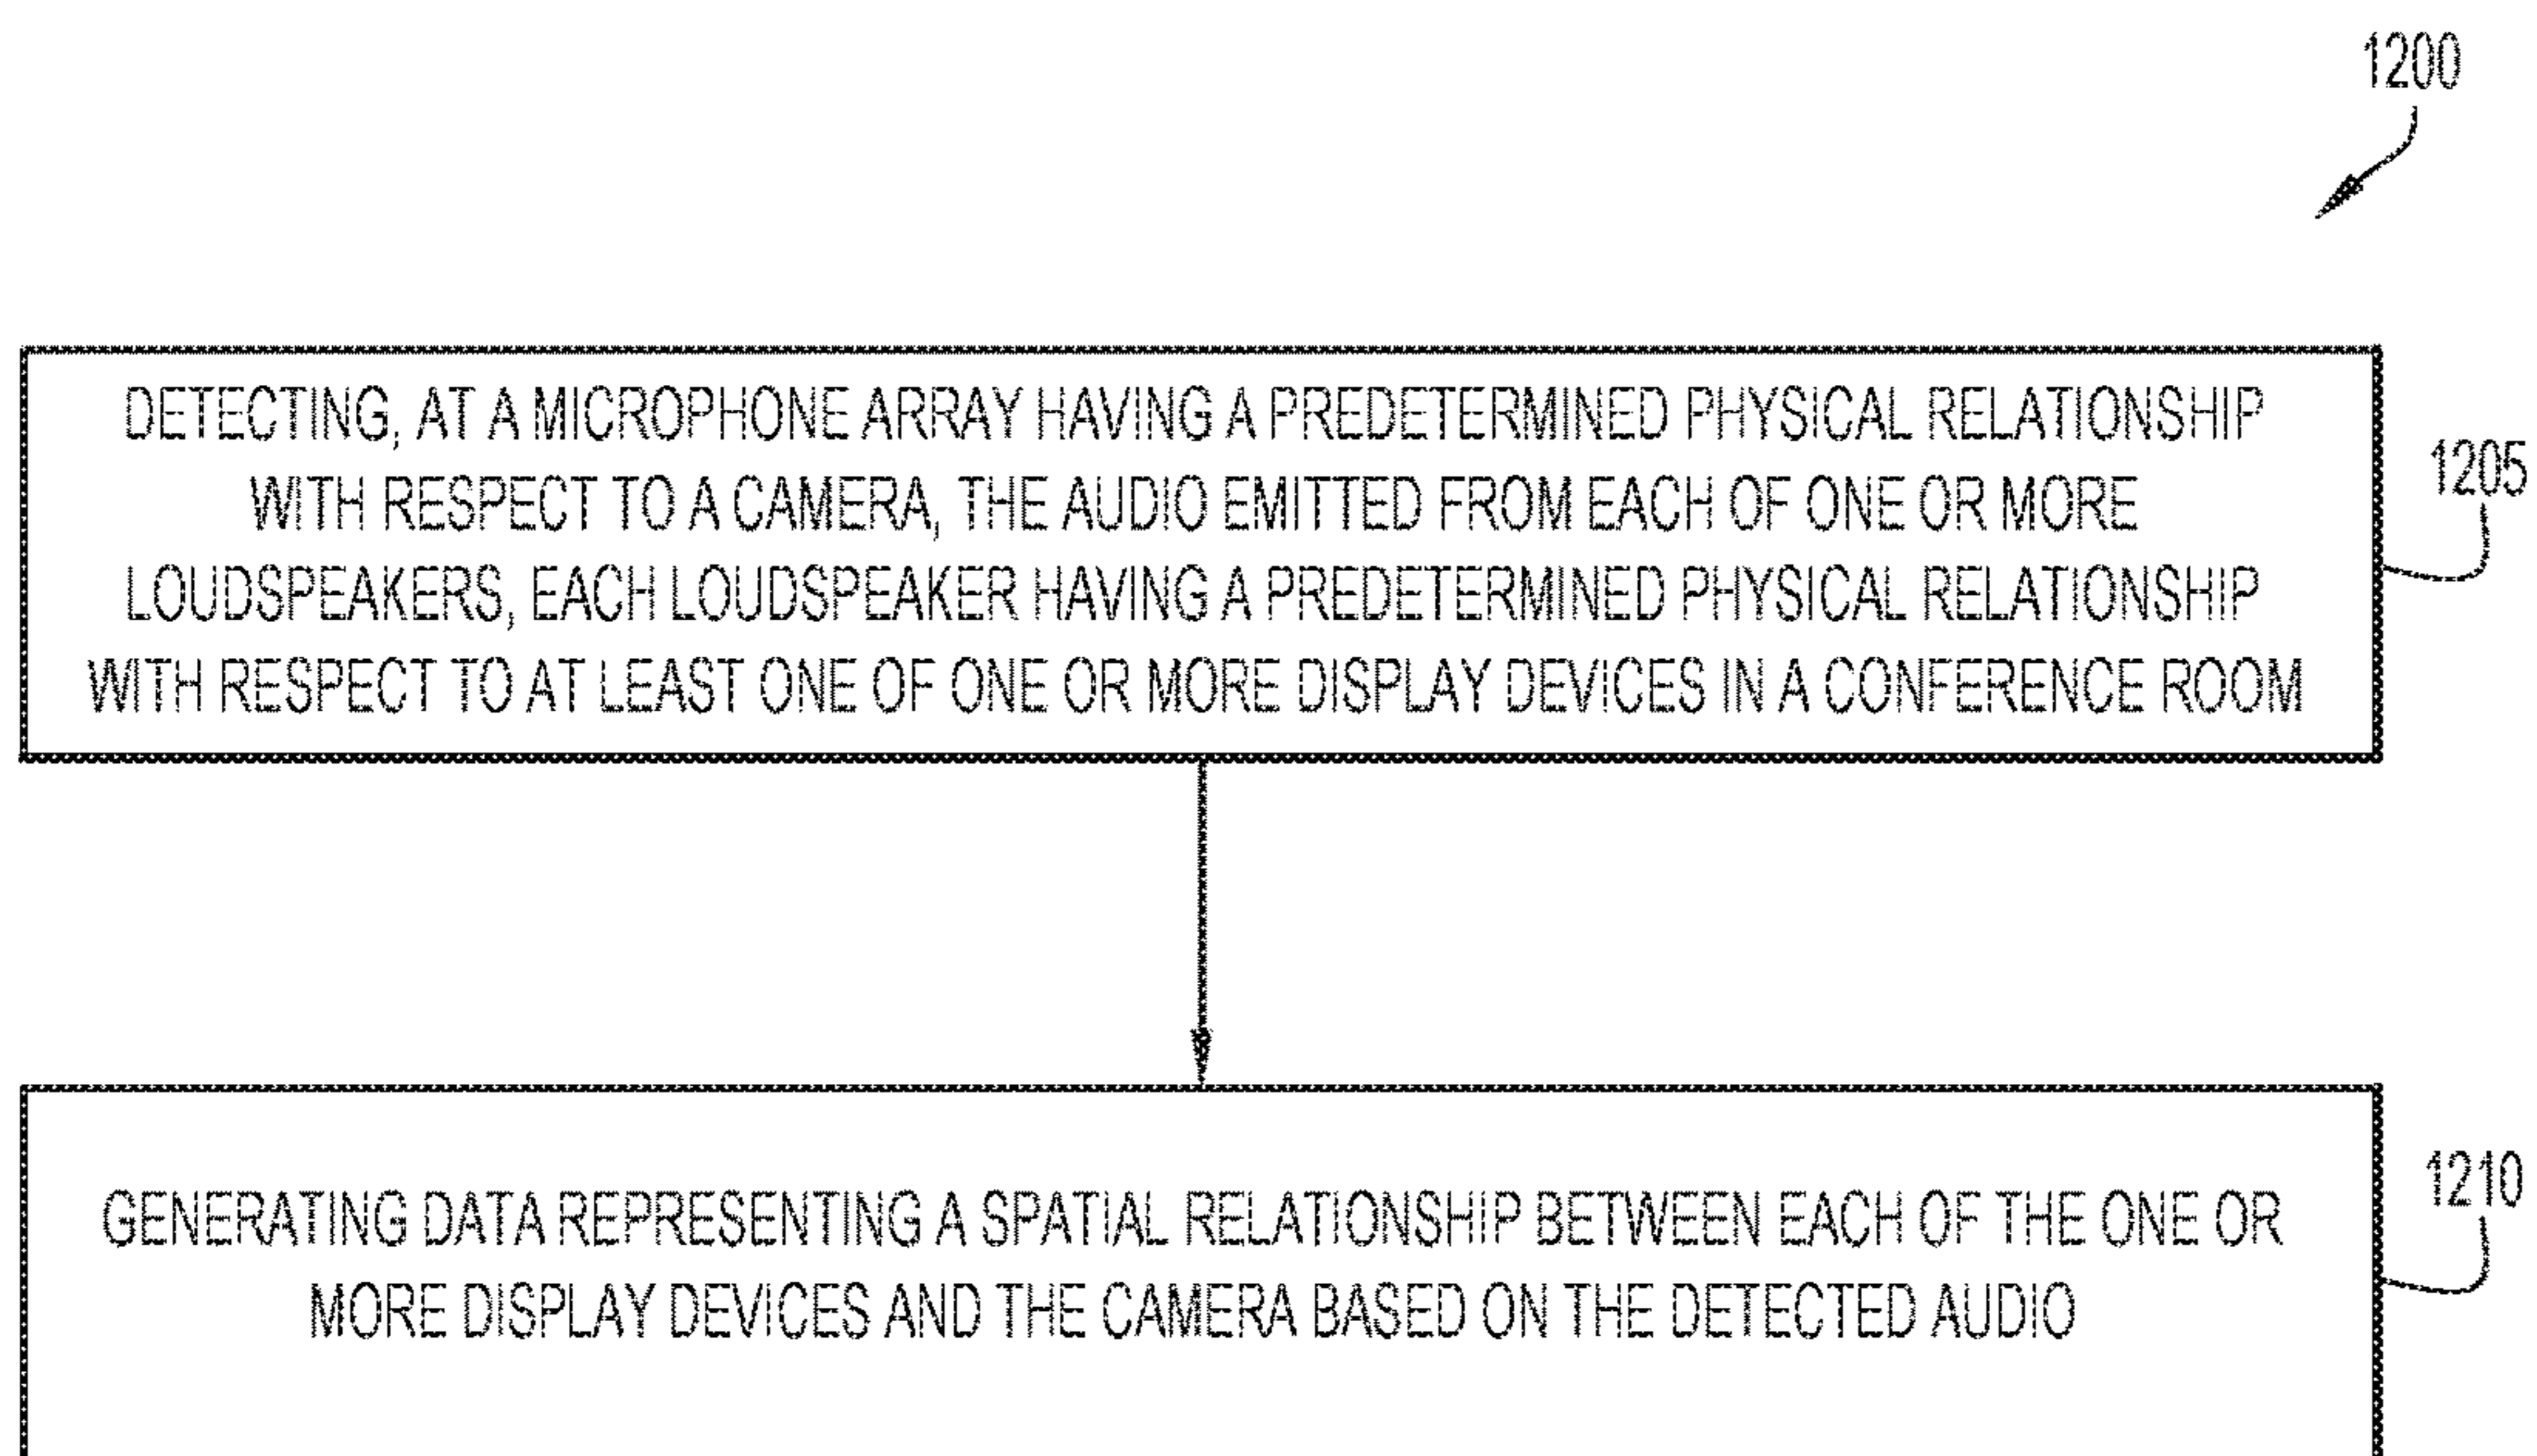 1200
DETECTING, AT A MICROPHONE ARRAY HAVING A PREDETERMINED PHYSICAL RELATIONSHIP
WITH RESPECT TO A CAMERA, THE AUDIO EMITTED FROM EACH OF ONE OR MORE
LOUDSPEAKERS, EACH LOUDSPEAKER HAVING A PREDETERMINED PHYSICAL RELATIONSHIP
WITH RESPECT TO AT LEAST ONE OF ONE OR MORE DISPLAY DEVICES IN A CONFERENCE ROOM
1205
GENERATING DATA REPRESENTING A SPATIAL RELATIONSHIP BETWEEN EACH OF THE ONE OR
MORE DISPLAY DEVICES AND THE CAMERA BASED ON THE DETECTED AUDIO
1210